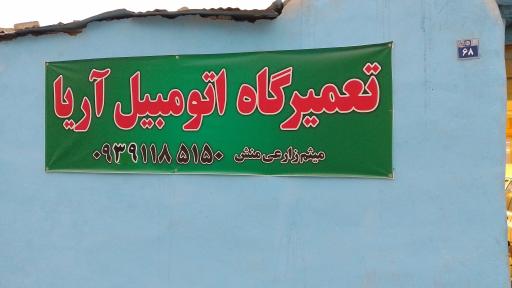 تعمیرگاه اتومبیل آریا
میثم زارعی منش ۰۹۳۹۱۱۸۵۱۵۰
۶۸